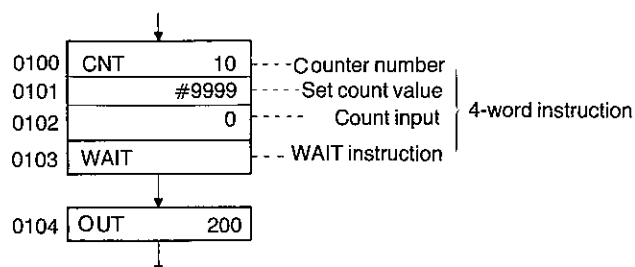 0100 CNT 10 Counter number
0101 #9999 Set count value
0102 0 Count input
4-word instruction
0103 WAIT WAIT instruction
0104 OUT 200